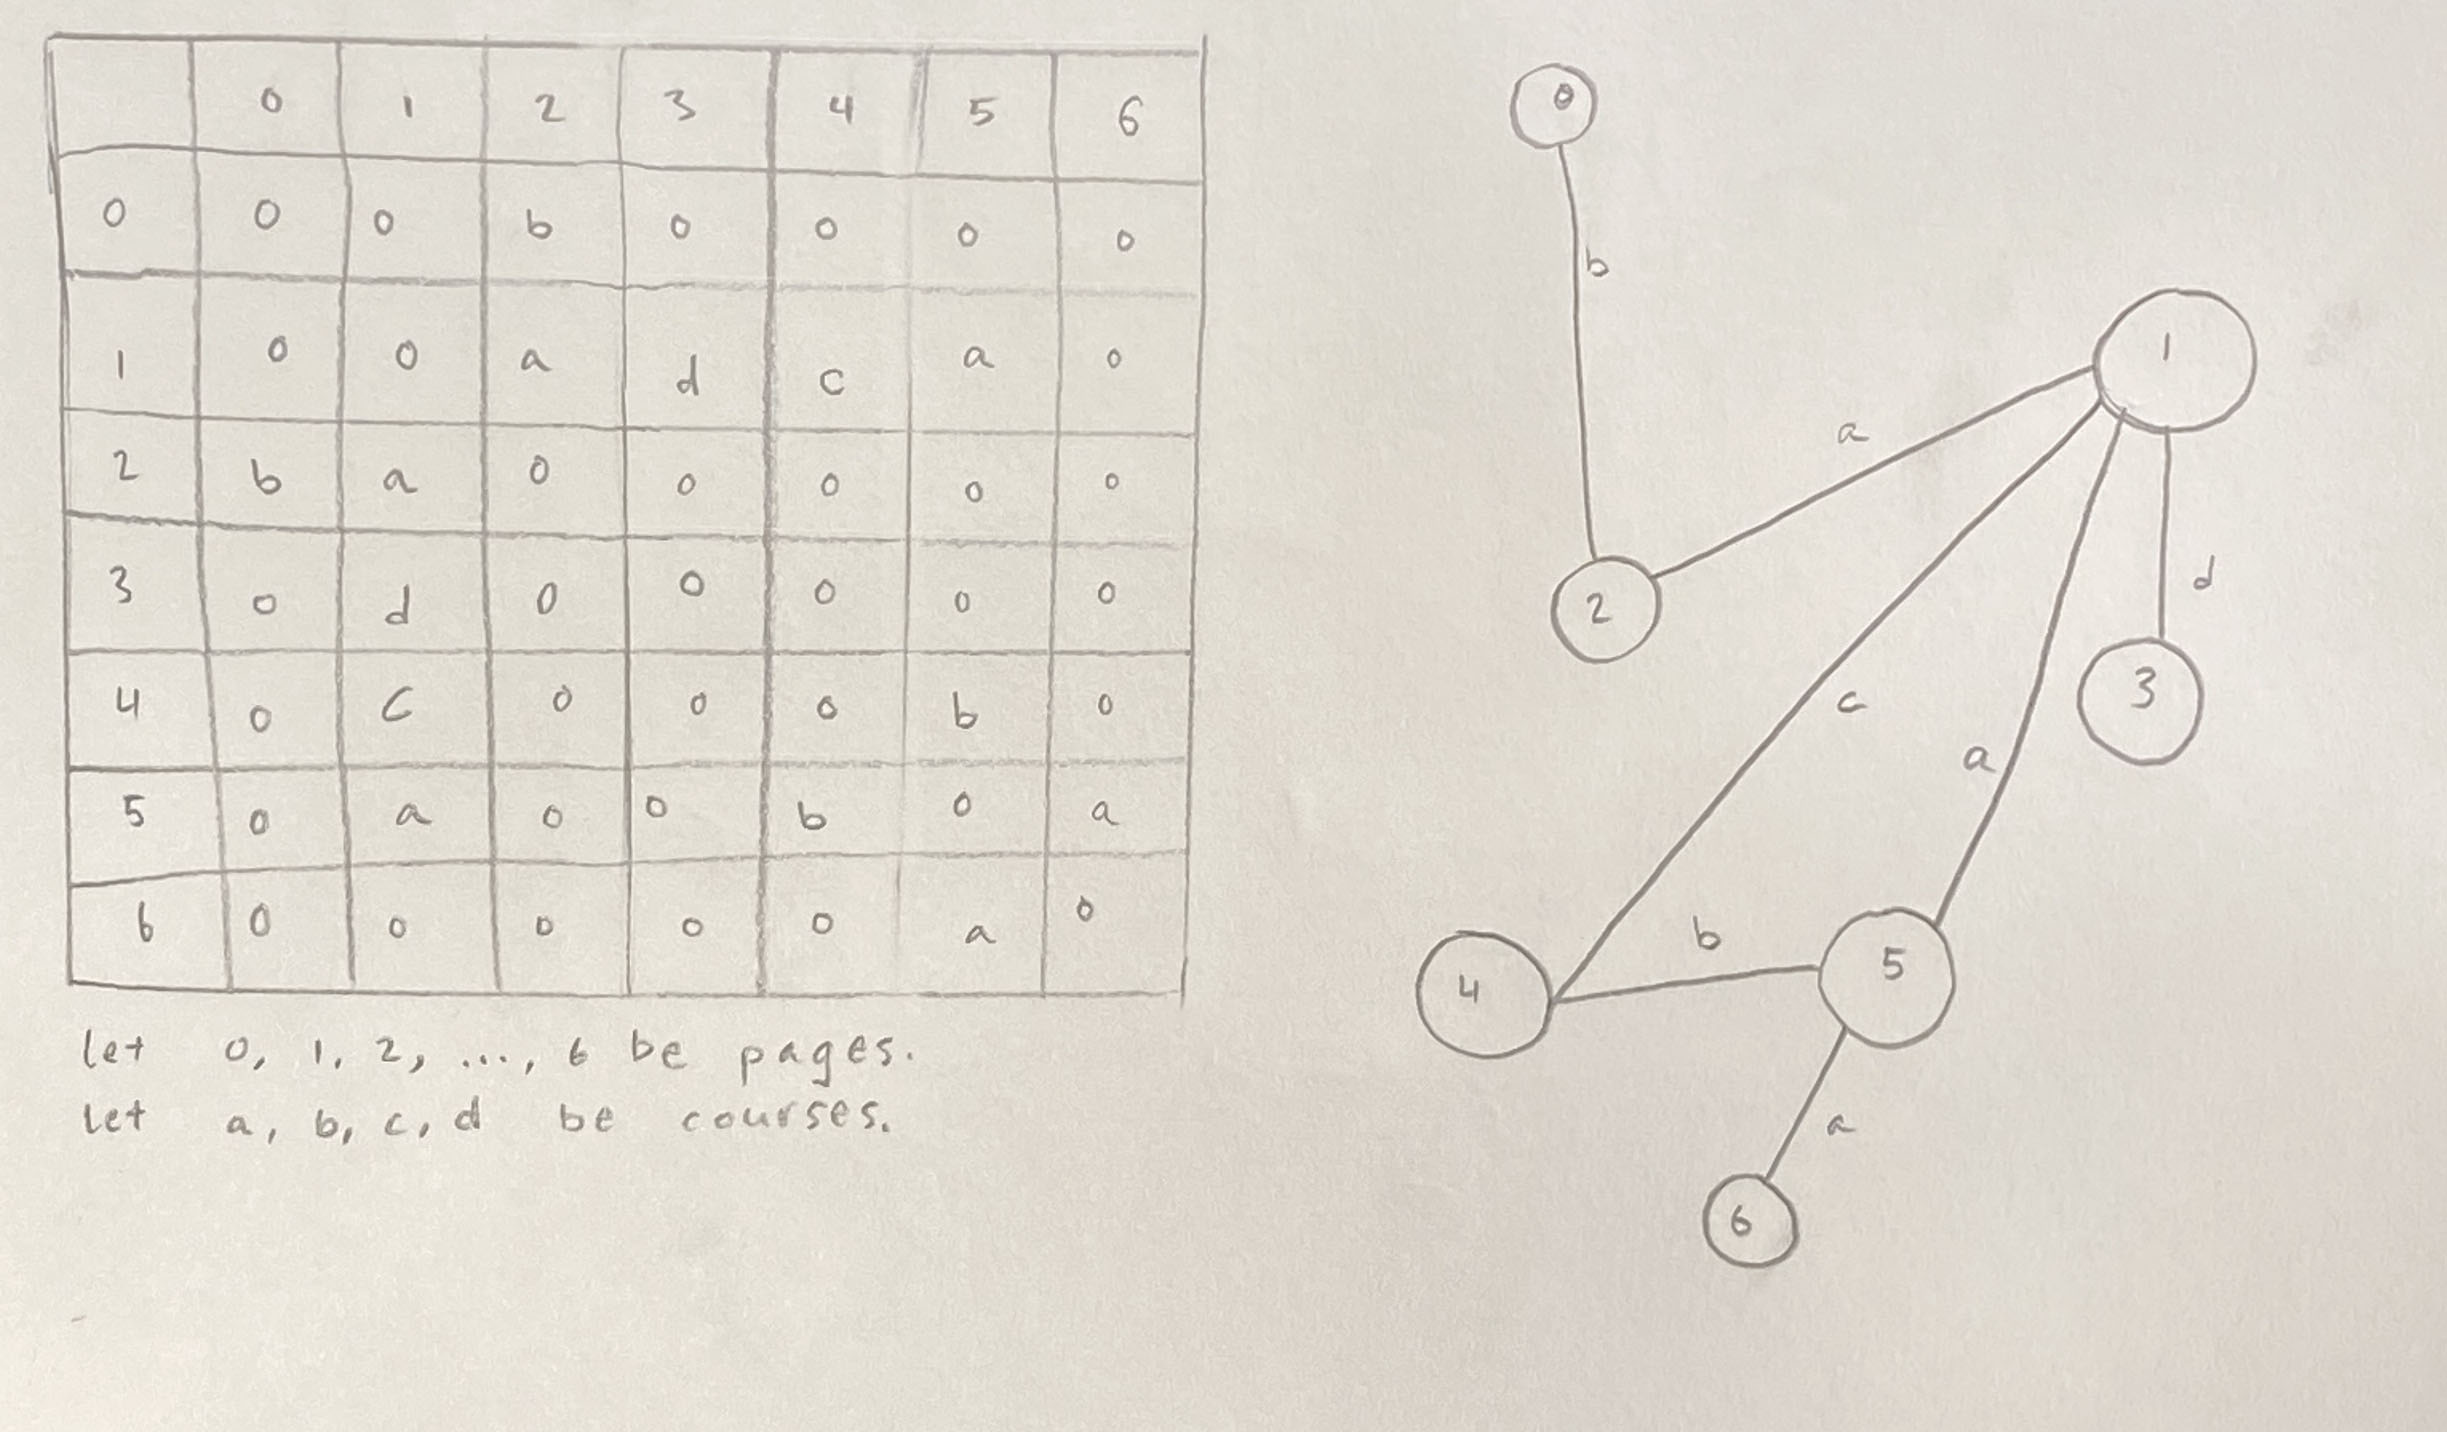 0 1 2 3 4 5 6
0 0 0 b 0 0 0 0
1 0 0 a d c a 0
2 b a 0 0 0 0 0
3 0 d 0 0 0 0 0
4 0 c 0 0 0 b 0
5 0 a 0 0 b 0 a
6 0 0 0 0 0 a 0
let 0, 1, 2, ..., 6 be pages.
Let a, b, c, d be courses.
0
b
1
a
2
d
c
3
a
b
4
5
a
6